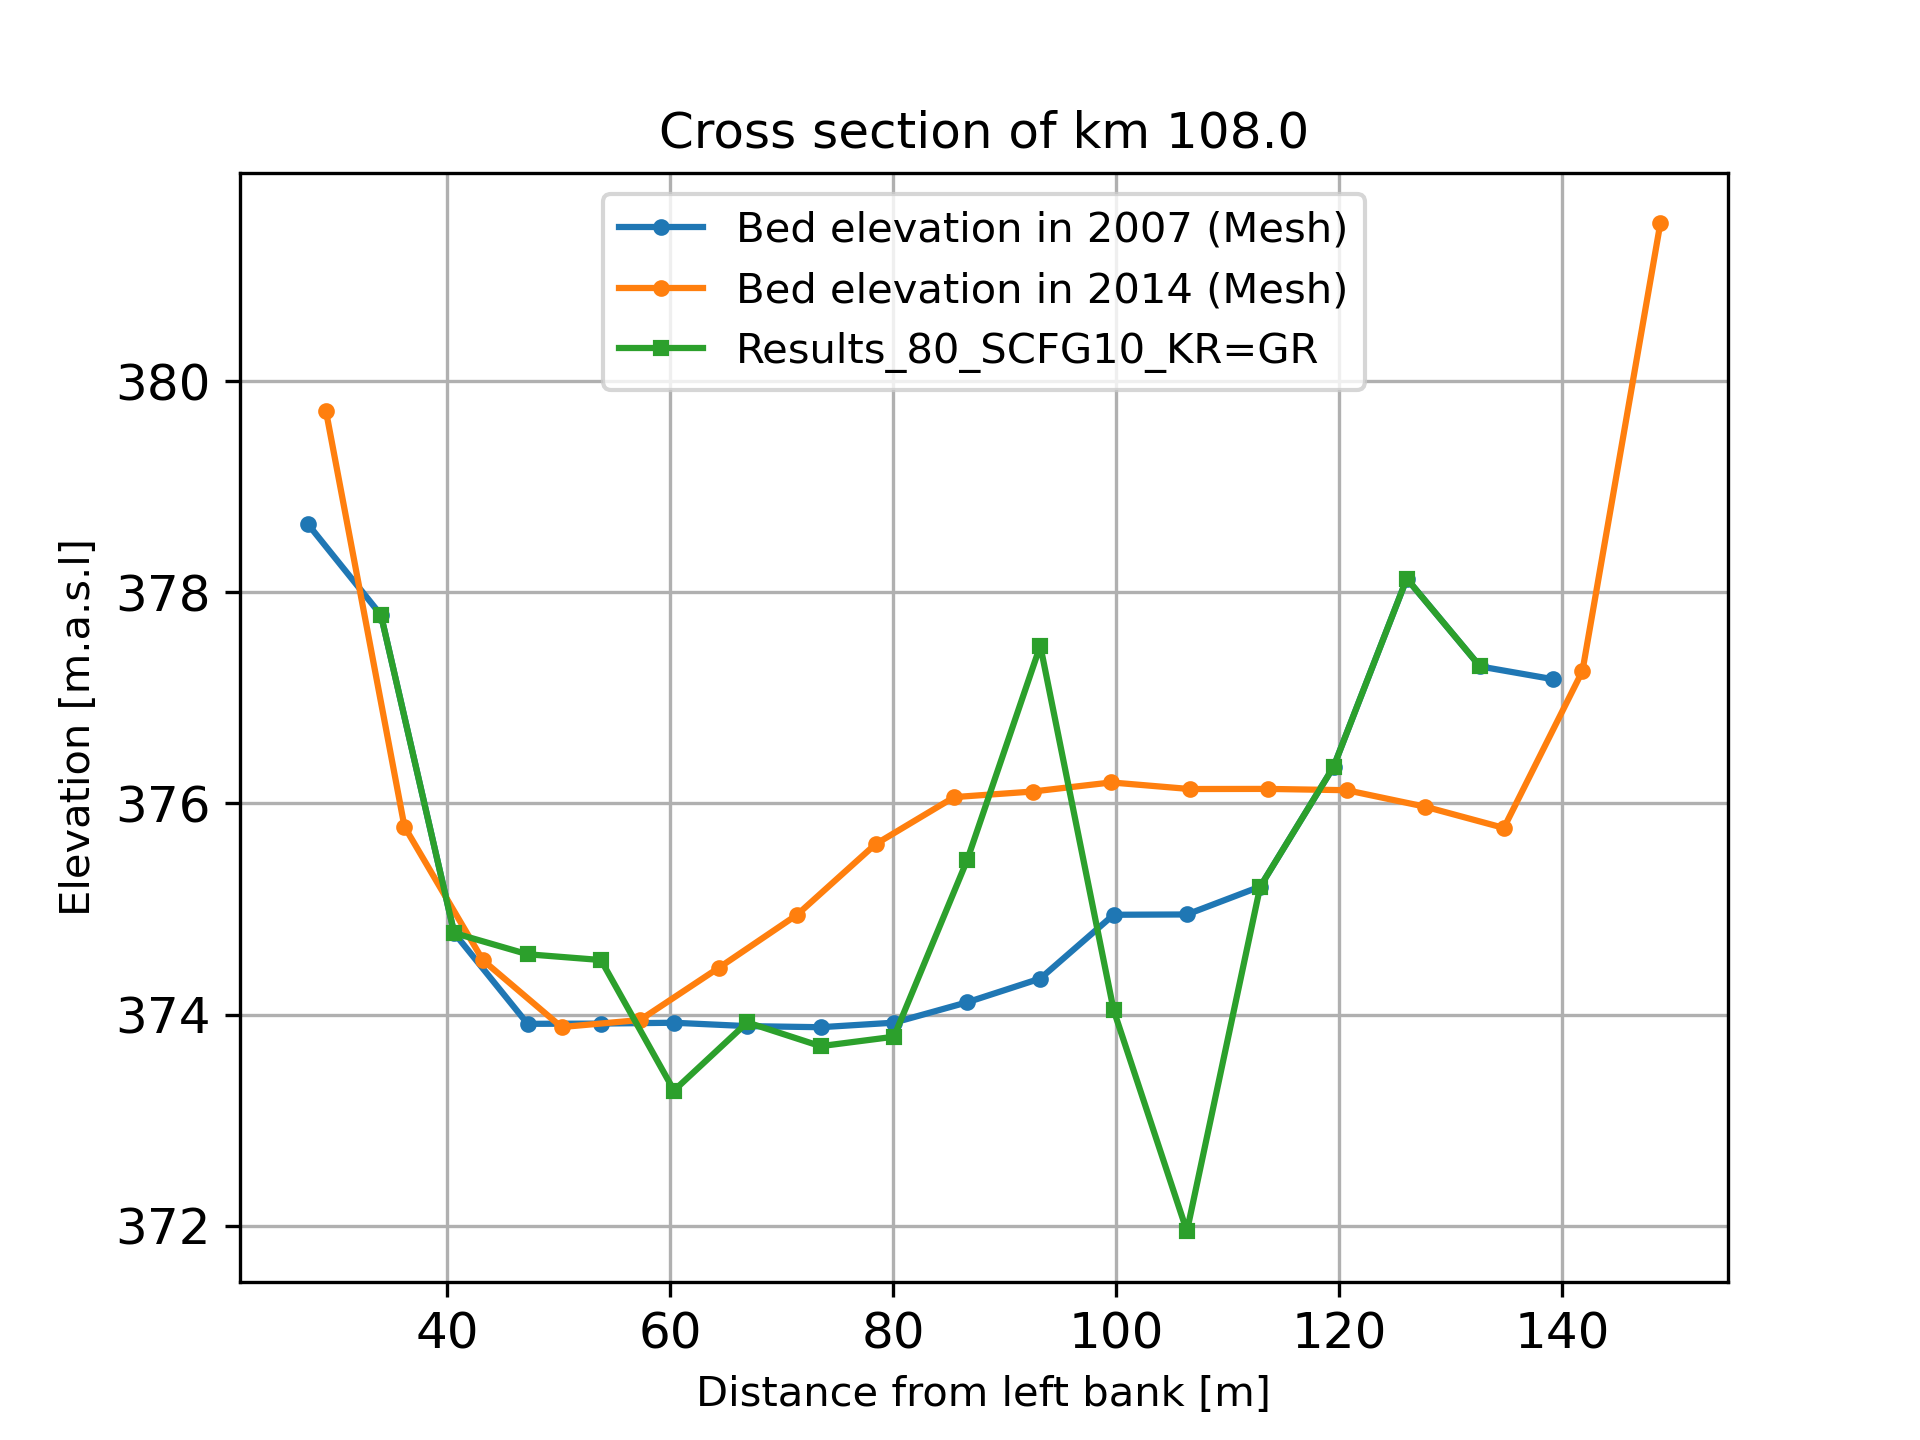 Cross section of km 108.0
Bed elevation in 2007 (Mesh)
Bed elevation in 2014 (Mesh)
Results_80_SCFG10_KR=GR
Elevation [m.a.s.l]
380
378
376
374
372
40 60 80 100 120 140
Distance from left bank [m]